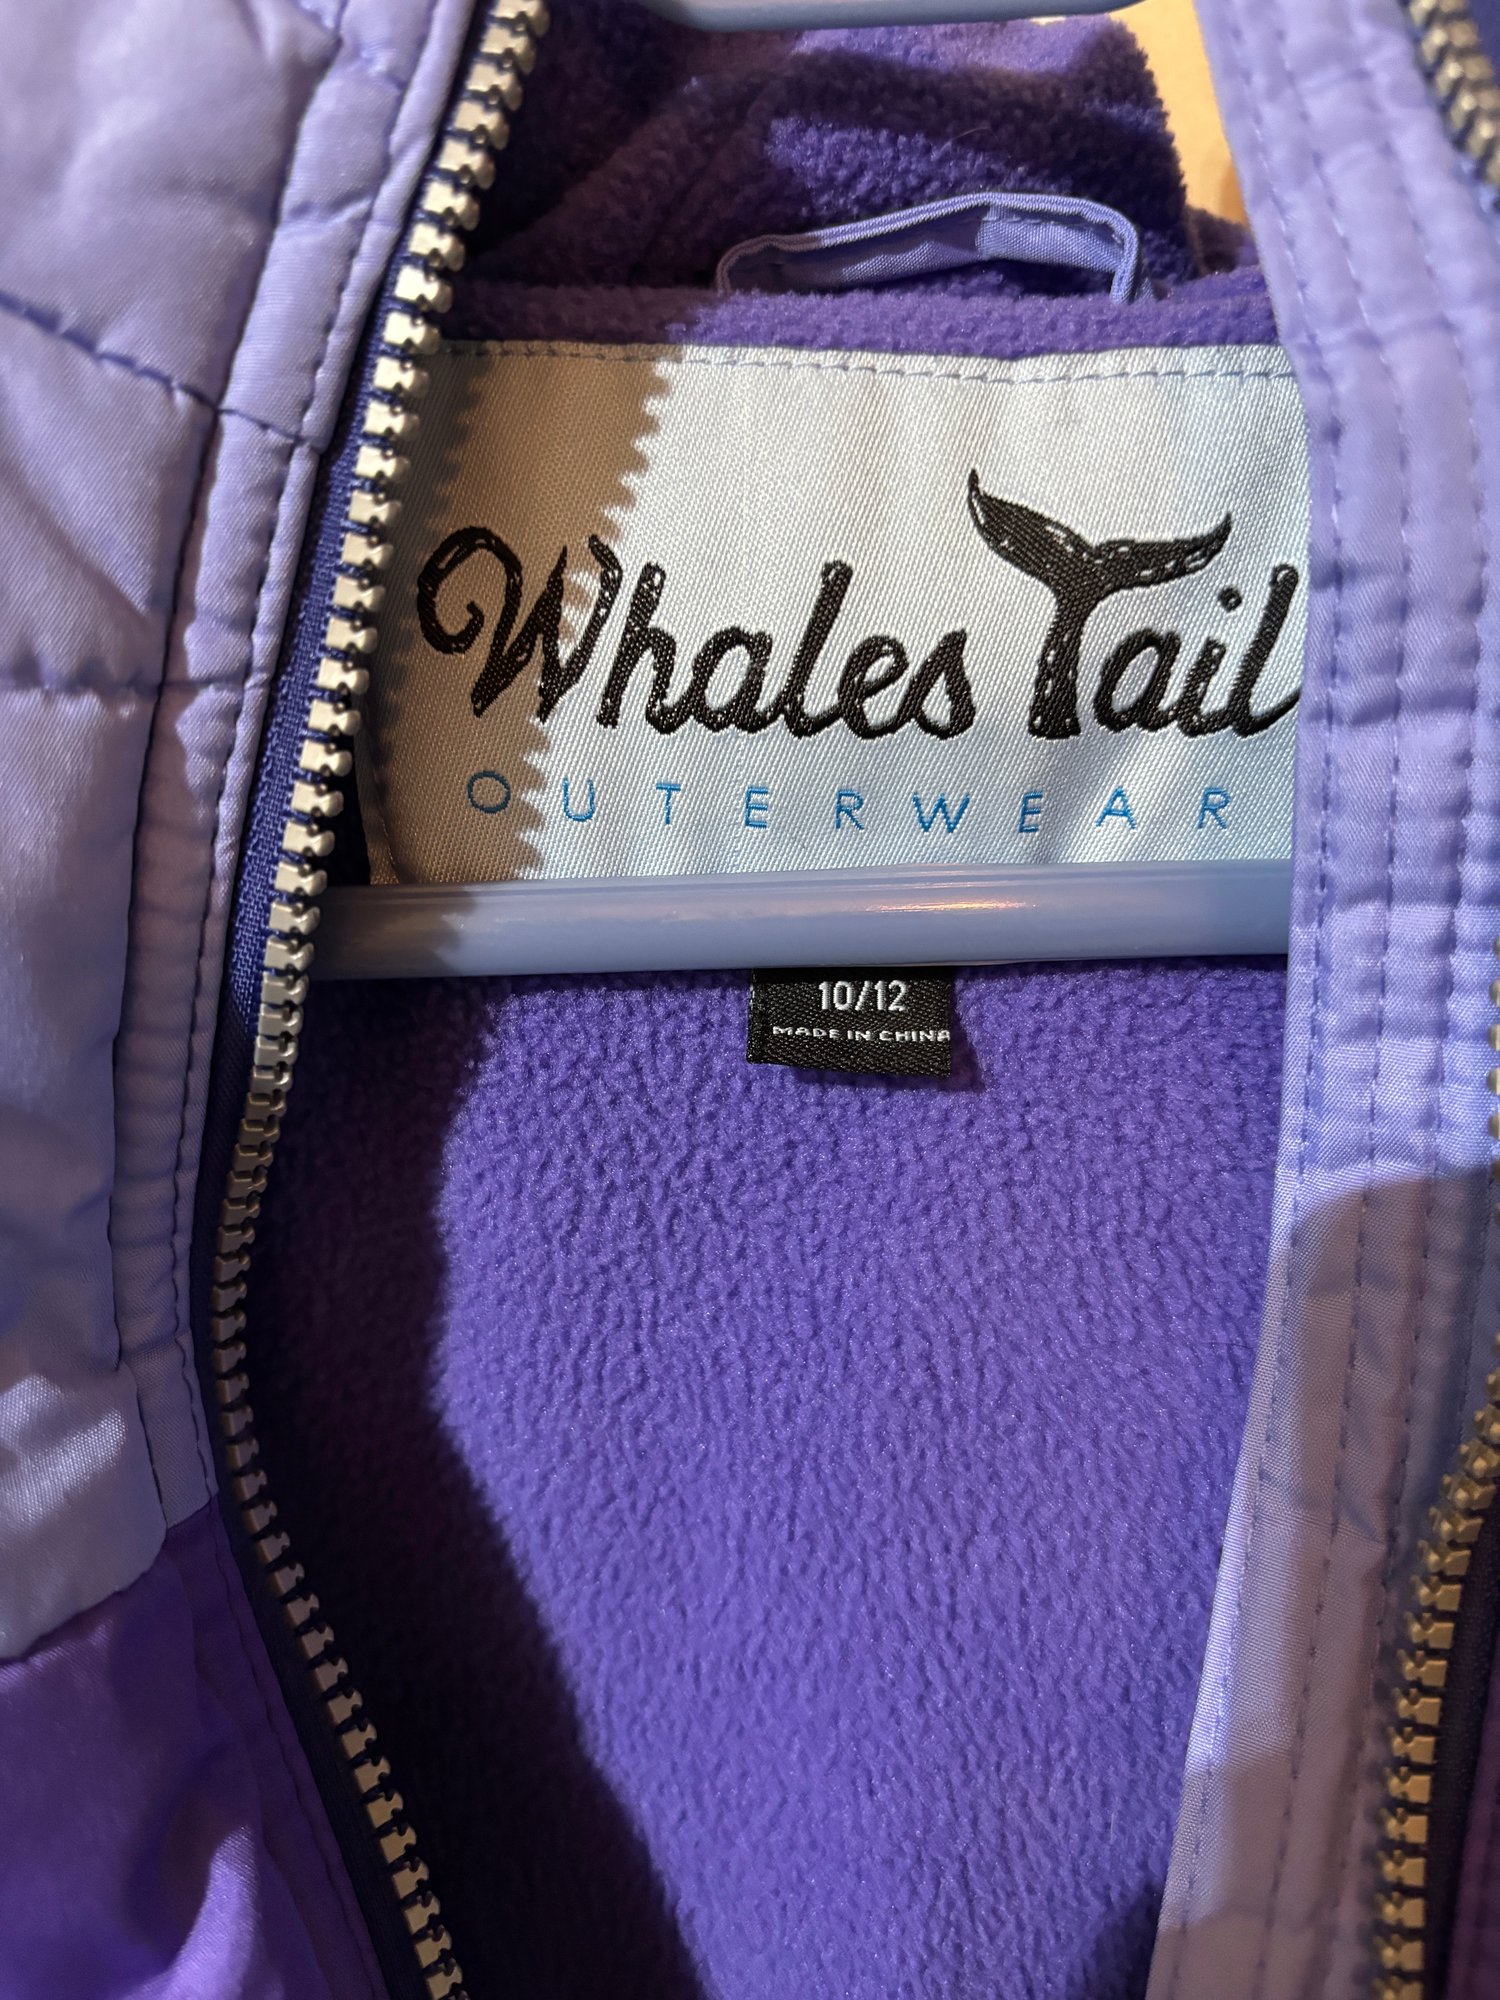 Whales Tail
OUTERWEAR
10/12
MADE IN CHINA